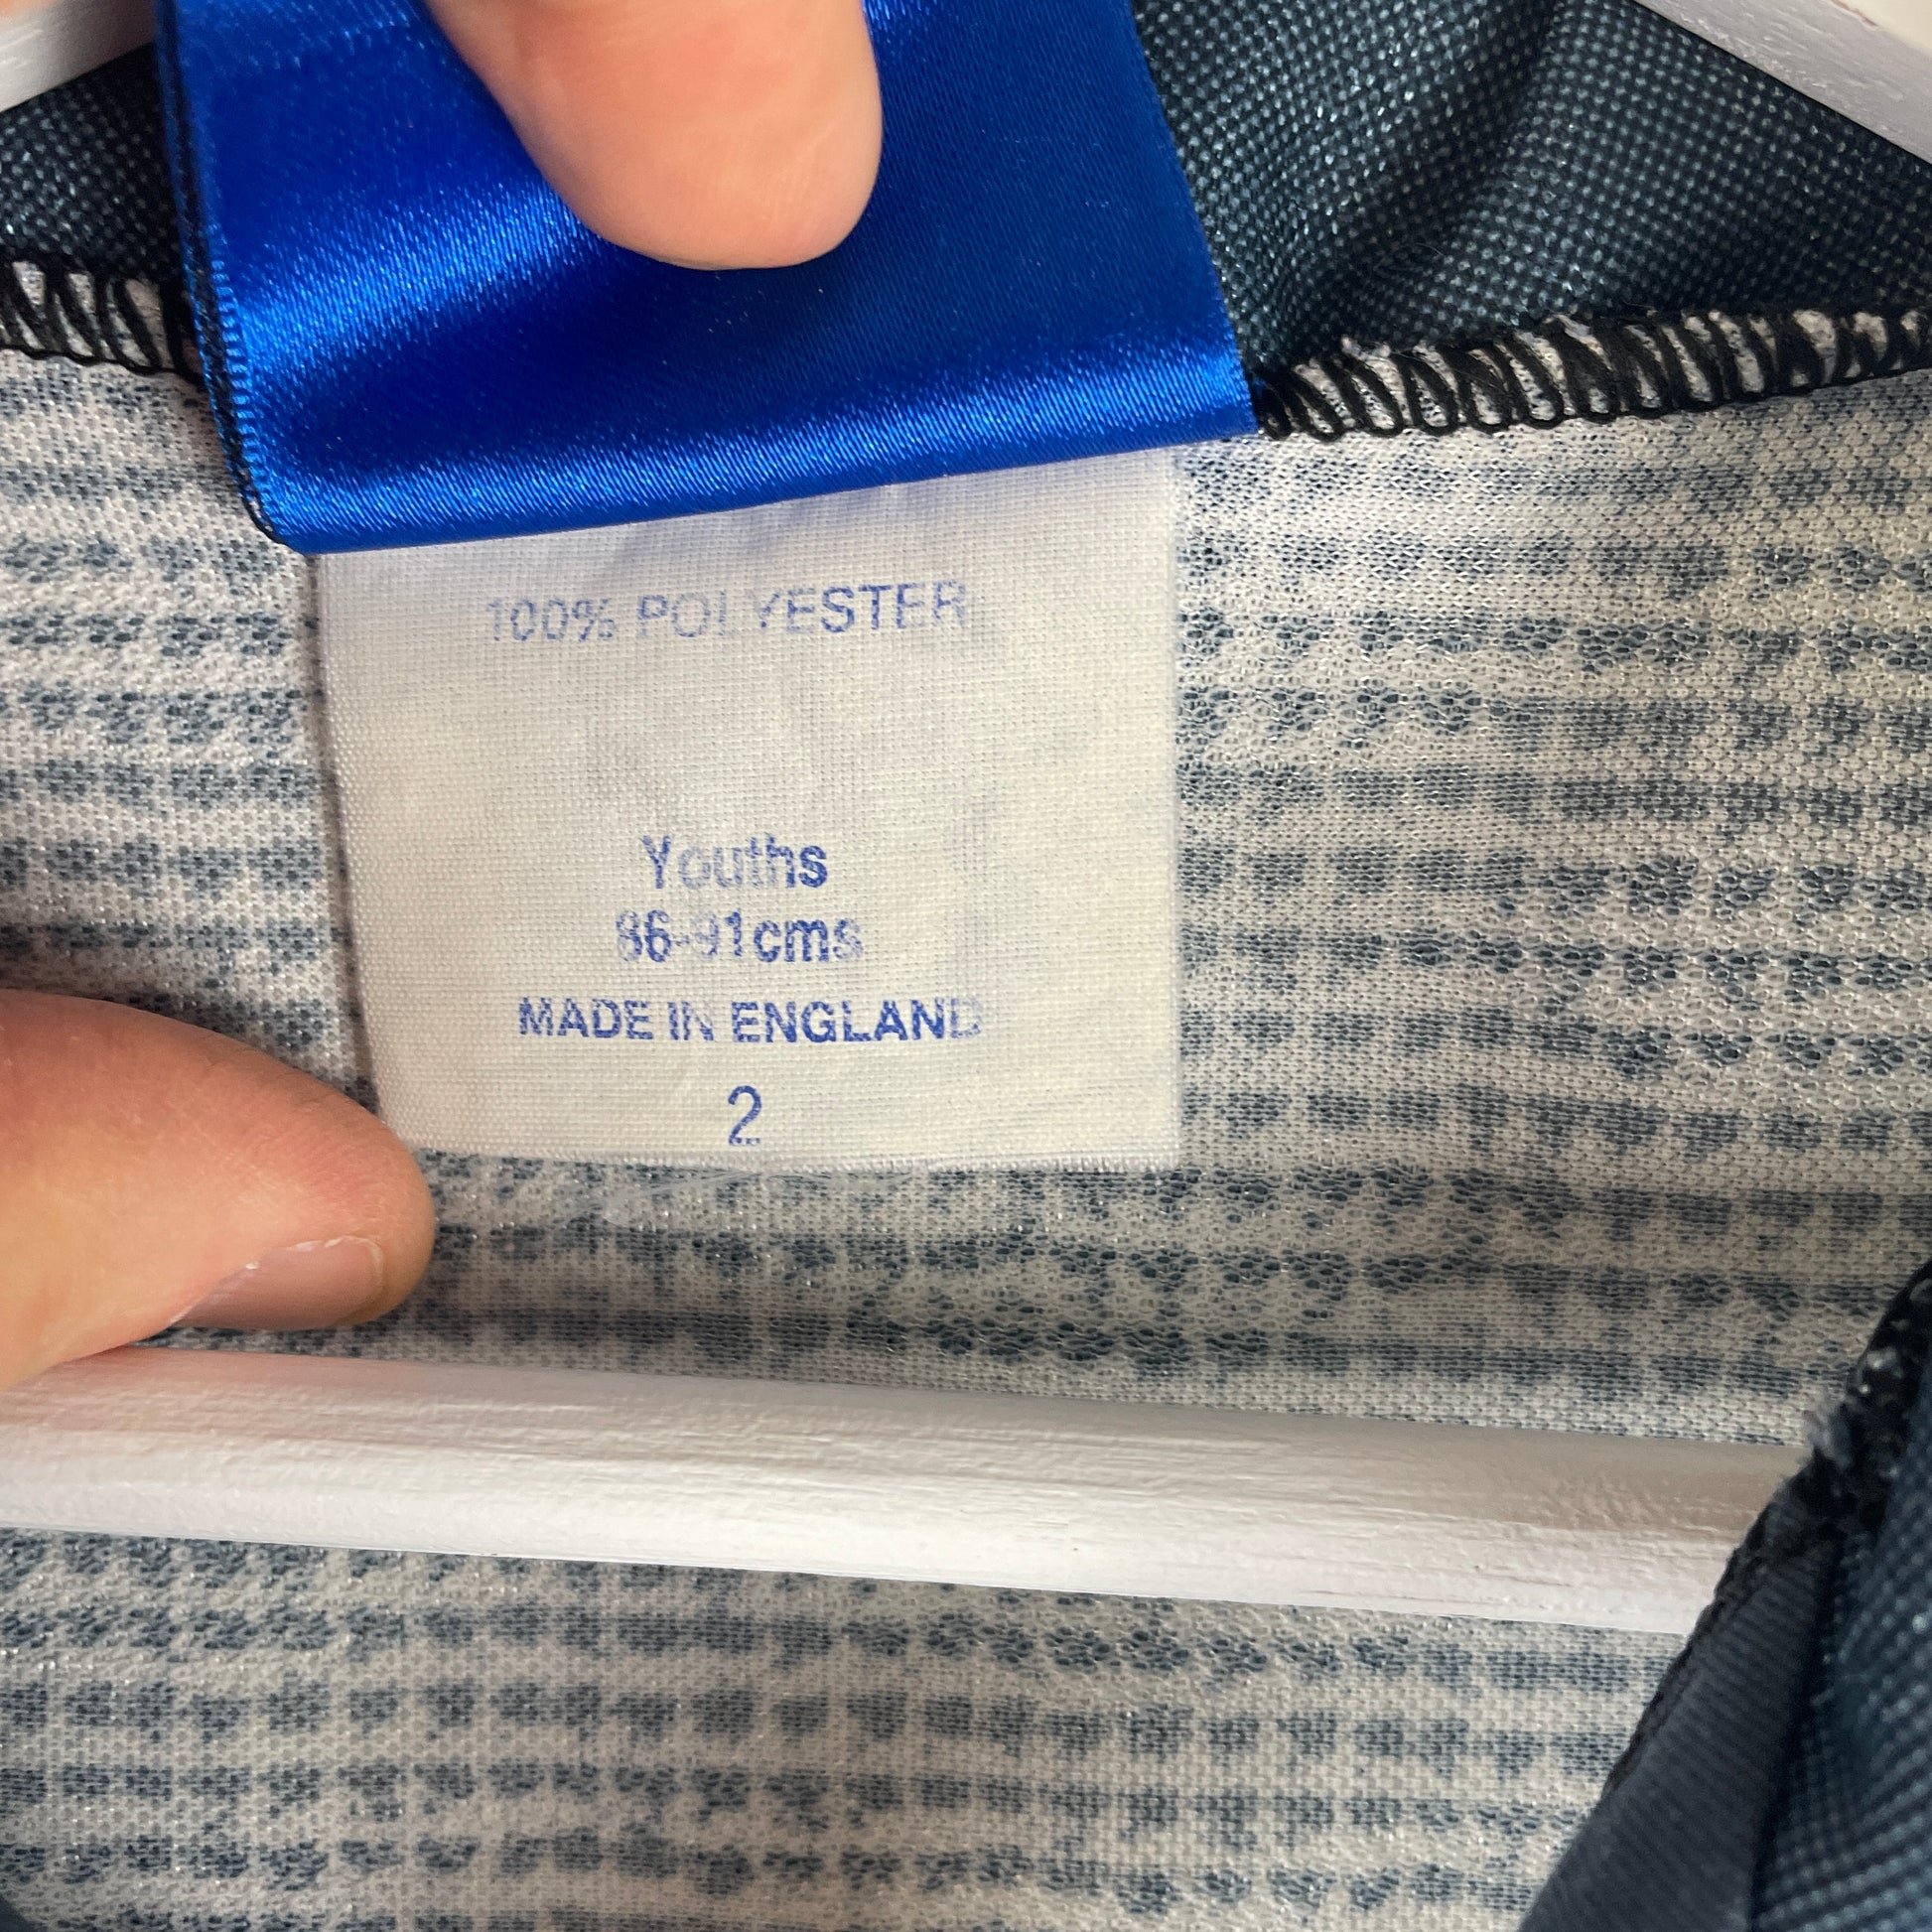 100% POLYESTER
Youths
86-91cms
MADE IN ENGLAND
2